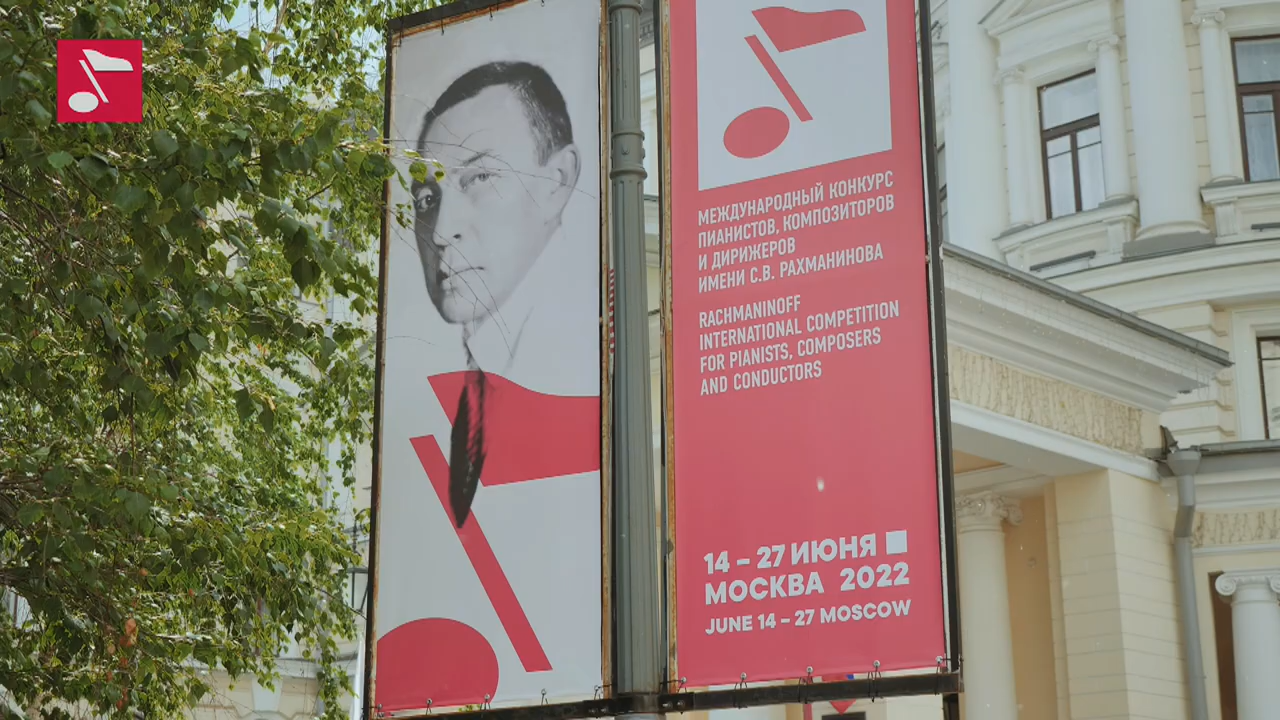 МЕЖДУНАРОДНЫЙ КОНКУРС
ПИАНИСТОВ, КОМПОЗИТОРОВ
И ДИРИЖЕРОВ
ИМЕНИ С.В. РАХМАНИНОВА
RACHMANINOFF
INTERNATIONAL COMPETITION
FOR PIANISTS, COMPOSERS
AND CONDUCTORS
14 – 27 ИЮНЯ
МОСКВА 2022
JUNE 14 – 27 MOSCOW